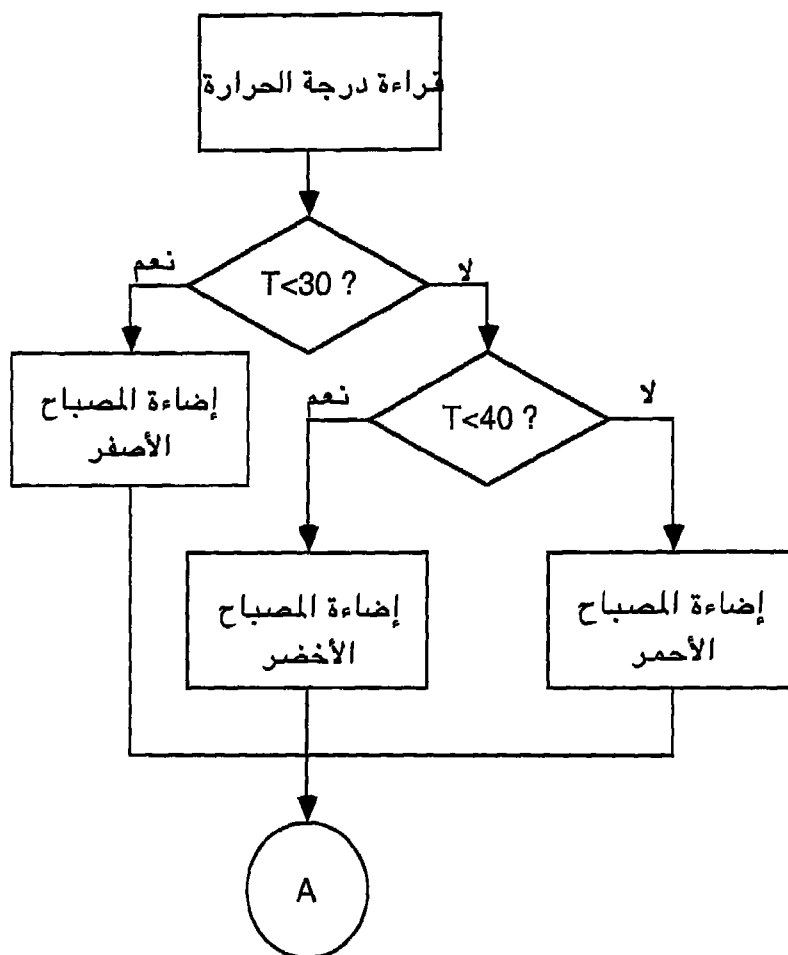 قراءة درجة الحرارة
T<30 ?
نعم
لا
إضاءة المصباح
الأصفر
T<40 ?
نعم
لا
إضاءة المصباح
الأخضر
إضاءة المصباح
الأحمر
A